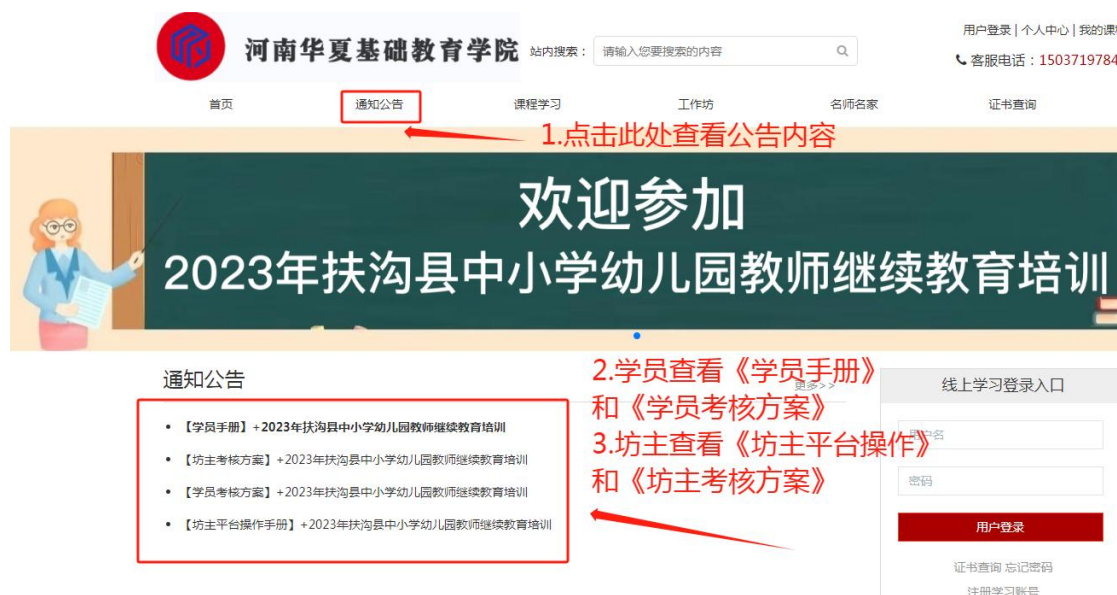 河南华夏基础教育学院
站内搜索：
请输入您要搜索的内容
用户登录 | 个人中心 | 我的课
客服电话：1503719784
首页
通知公告
课程学习
工作坊
名师名家
证书查询
1.点击此处查看公告内容
欢迎参加
2023年扶沟县中小学幼儿园教师继续教育培训
通知公告
更多>>
2.学员查看《学员手册》
和《学员考核方案》
3.坊主查看《坊主平台操作》
和《坊主考核方案》
【学员手册】+2023年扶沟县中小学幼儿园教师继续教育培训
【坊主考核方案】+2023年扶沟县中小学幼儿园教师继续教育培训
【学员考核方案】+2023年扶沟县中小学幼儿园教师继续教育培训
【坊主平台操作手册】+2023年扶沟县中小学幼儿园教师继续教育培训
线上学习登录入口
用户名
密码
用户登录
证书查询 忘记密码
注册学习账号